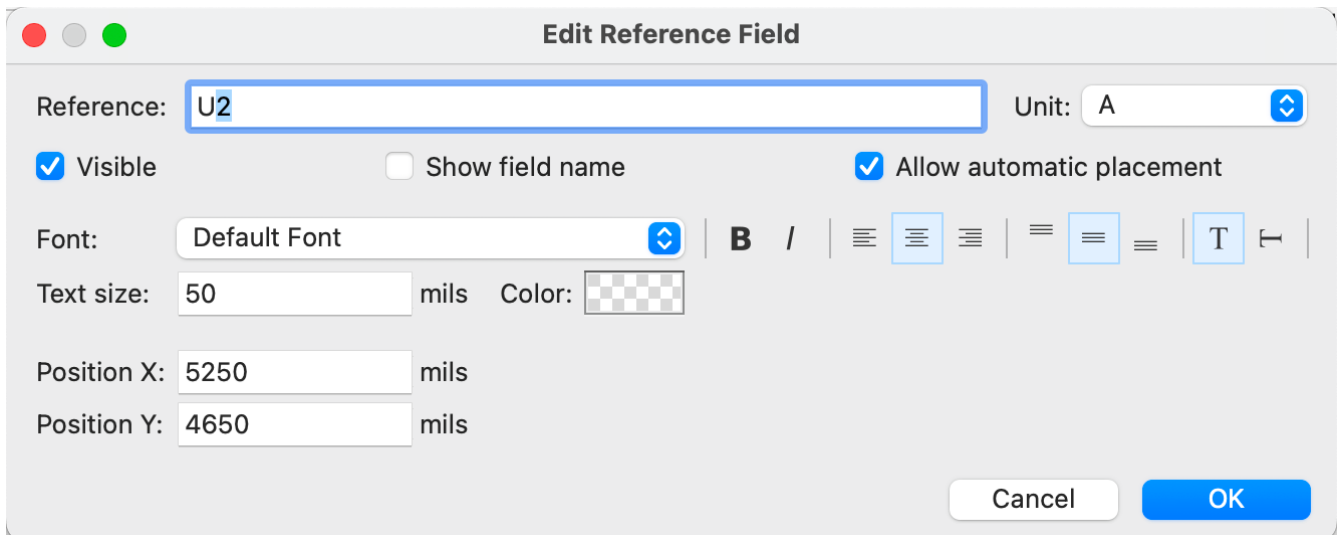 Edit Reference Field
Reference: U2 Unit: A
Visible Show field name Allow automatic placement
Font: Default Font B I T T
Text size: 50 mils Color:
Position X: 5250 mils
Position Y: 4650 mils
Cancel OK